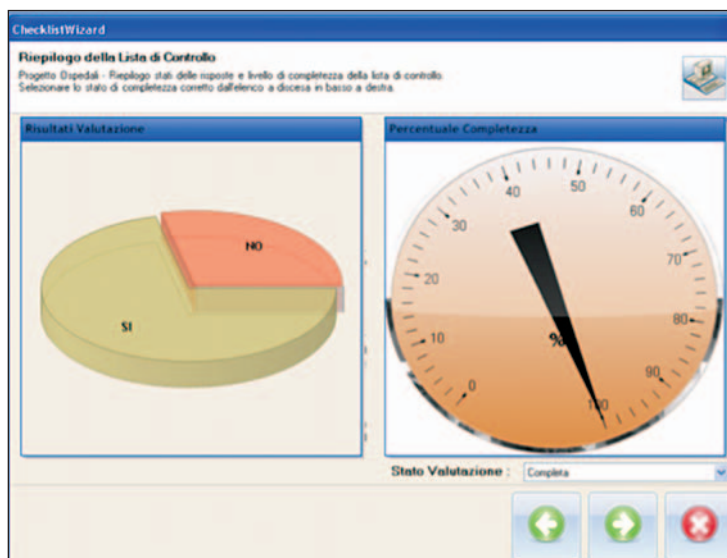 ChecklistWizard
Riepilogo della Lista di Controllo
Progetto Ospedali - Riepilogo stati delle risposte e livello di completezza della lista di controllo.
Selezionare lo stato di completezza corretto dall'elenco a discesa in basso a destra.
Risultati Valutazione
NO
SI
Percentuale Completezza
0
10
20
30
40
50
60
70
80
90
100
%
Stato Valutazione :
Completa